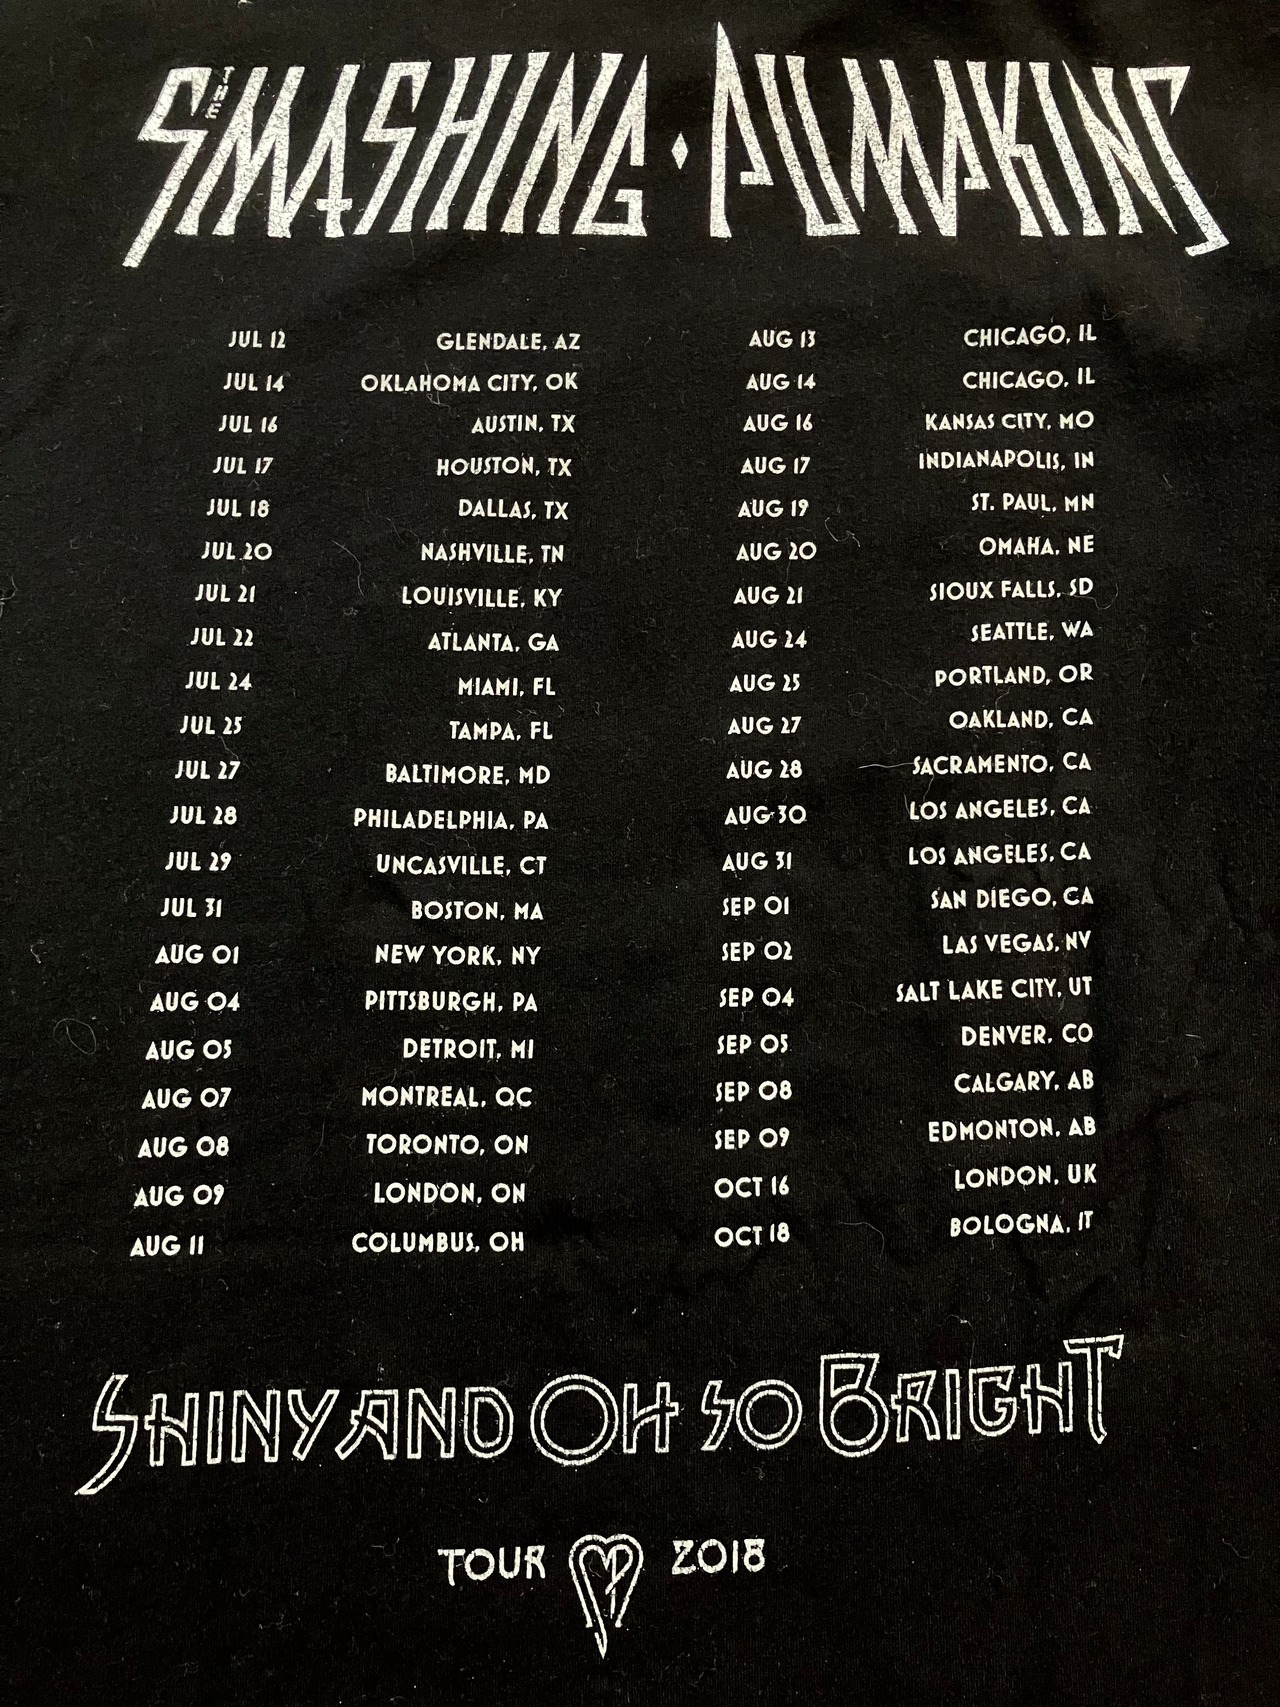 THE SMASHING PUMPKINS
JUL 12 GLENDALE, AZ
JUL 14 OKLAHOMA CITY, OK
JUL 16 AUSTIN, TX
JUL 17 HOUSTON, TX
JUL 18 DALLAS, TX
JUL 20 NASHVILLE, TN
JUL 21 LOUISVILLE, KY
JUL 22 ATLANTA, GA
JUL 24 MIAMI, FL
JUL 25 TAMPA, FL
JUL 27 BALTIMORE, MD
JUL 28 PHILADELPHIA, PA
JUL 29 UNCASVILLE, CT
JUL 31 BOSTON, MA
AUG 01 NEW YORK, NY
AUG 04 PITTSBURGH, PA
AUG 05 DETROIT, MI
AUG 07 MONTREAL, QC
AUG 08 TORONTO, ON
AUG 09 LONDON, ON
AUG 11 COLUMBUS, OH
AUG 13 CHICAGO, IL
AUG 14 CHICAGO, IL
AUG 16 KANSAS CITY, MO
AUG 17 INDIANAPOLIS, IN
AUG 19 ST. PAUL, MN
AUG 20 OMAHA, NE
AUG 21 SIOUX FALLS, SD
AUG 24 SEATTLE, WA
AUG 25 PORTLAND, OR
AUG 27 OAKLAND, CA
AUG 28 SACRAMENTO, CA
AUG 30 LOS ANGELES, CA
AUG 31 LOS ANGELES, CA
SEP 01 SAN DIEGO, CA
SEP 02 LAS VEGAS, NV
SEP 04 SALT LAKE CITY, UT
SEP 05 DENVER, CO
SEP 08 CALGARY, AB
SEP 09 EDMONTON, AB
OCT 16 LONDON, UK
OCT 18 BOLOGNA, IT
SHINY AND OH SO BRIGHT
TOUR SP 2018